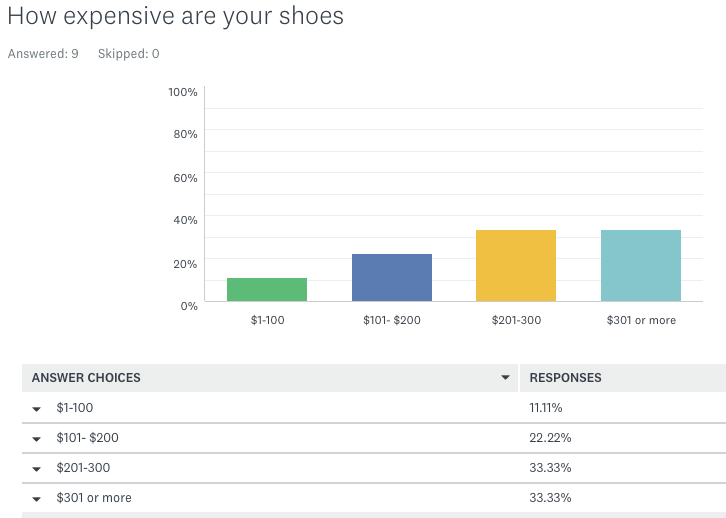 How expensive are your shoes
Answered: 9 Skipped: 0
100%
80%
60%
40%
20%
0%
$1-100 $101- $200 $201-300 $301 or more
ANSWER CHOICES RESPONSES
$1-100 11.11%
$101- $200 22.22%
$201-300 33.33%
$301 or more 33.33%